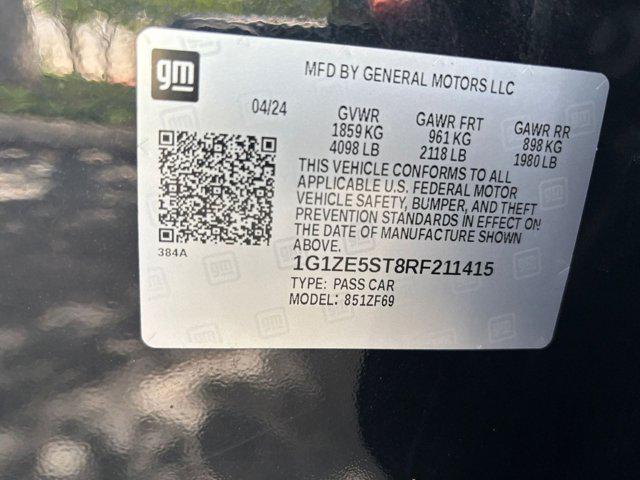 gm
MFD BY GENERAL MOTORS LLC
04/24
GVWR
1859 KG
4098 LB
GAWR FRT
961 KG
2118 LB
GAWR RR
898 KG
1980 LB
THIS VEHICLE CONFORMS TO ALL
APPLICABLE U.S. FEDERAL MOTOR
VEHICLE SAFETY, BUMPER, AND THEFT
PREVENTION STANDARDS IN EFFECT ON
THE DATE OF MANUFACTURE SHOWN
ABOVE.
384A
1G1ZE5ST8RF211415
TYPE: PASS CAR
MODEL: 851ZF69